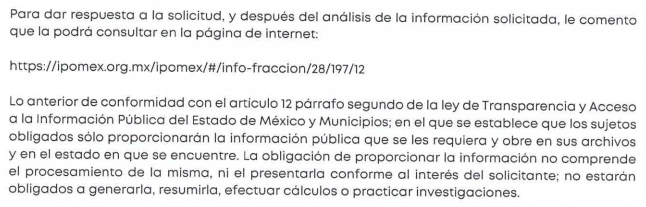 Para dar respuesta a la solicitud, y después del análisis de la información solicitada, le comento
que la podrá consultar en la página de internet:
https://ipomex.org.mx/ipomex/#/info-fraccion/28/197/12
Lo anterior de conformidad con el artículo 12 párrafo segundo de la ley de Transparencia y Acceso
a la Información Pública del Estado de México y Municipios; en el que se establece que los sujetos
obligados sólo proporcionarán la información pública que se les requiera y obre en sus archivos
y en el estado en que se encuentre. La obligación de proporcionar la información no comprende
el procesamiento de la misma, ni el presentarla conforme al interés del solicitante; no estarán
obligados a generarla, resumirla, efectuar cálculos o practicar investigaciones.